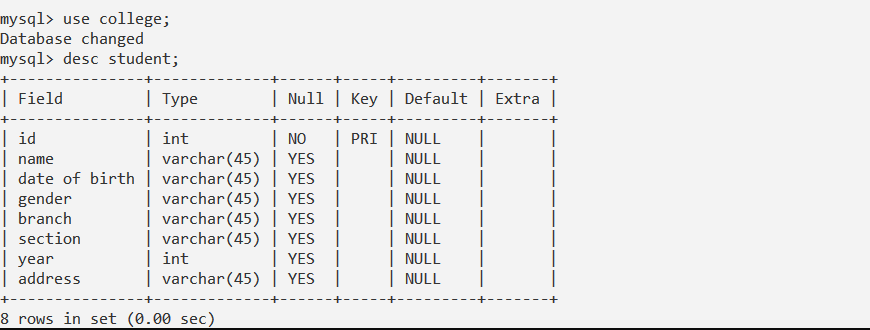 mysql> use college;
Database changed
mysql> desc student;
+---------------+-------------+------+-----+---------+-------+
| Field         | Type        | Null | Key | Default | Extra |
+---------------+-------------+------+-----+---------+-------+
| id            | int         | NO   | PRI | NULL    |       |
| name          | varchar(45) | YES  |     | NULL    |       |
| date of birth | varchar(45) | YES  |     | NULL    |       |
| gender        | varchar(45) | YES  |     | NULL    |       |
| branch        | varchar(45) | YES  |     | NULL    |       |
| section       | varchar(45) | YES  |     | NULL    |       |
| year          | int         | YES  |     | NULL    |       |
| address       | varchar(45) | YES  |     | NULL    |       |
+---------------+-------------+------+-----+---------+-------+
8 rows in set (0.00 sec)